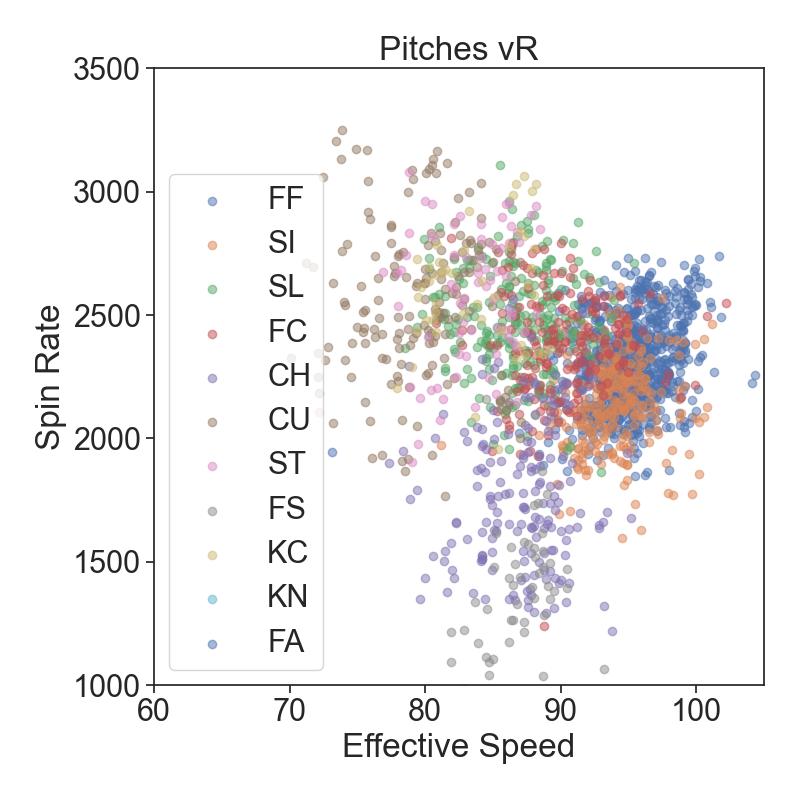 Pitches vR
3500
3000
2500
2000
1500
1000
Spin Rate
FF
SI
SL
FC
CH
CU
ST
FS
KC
KN
FA
60
70
80
90
100
Effective Speed